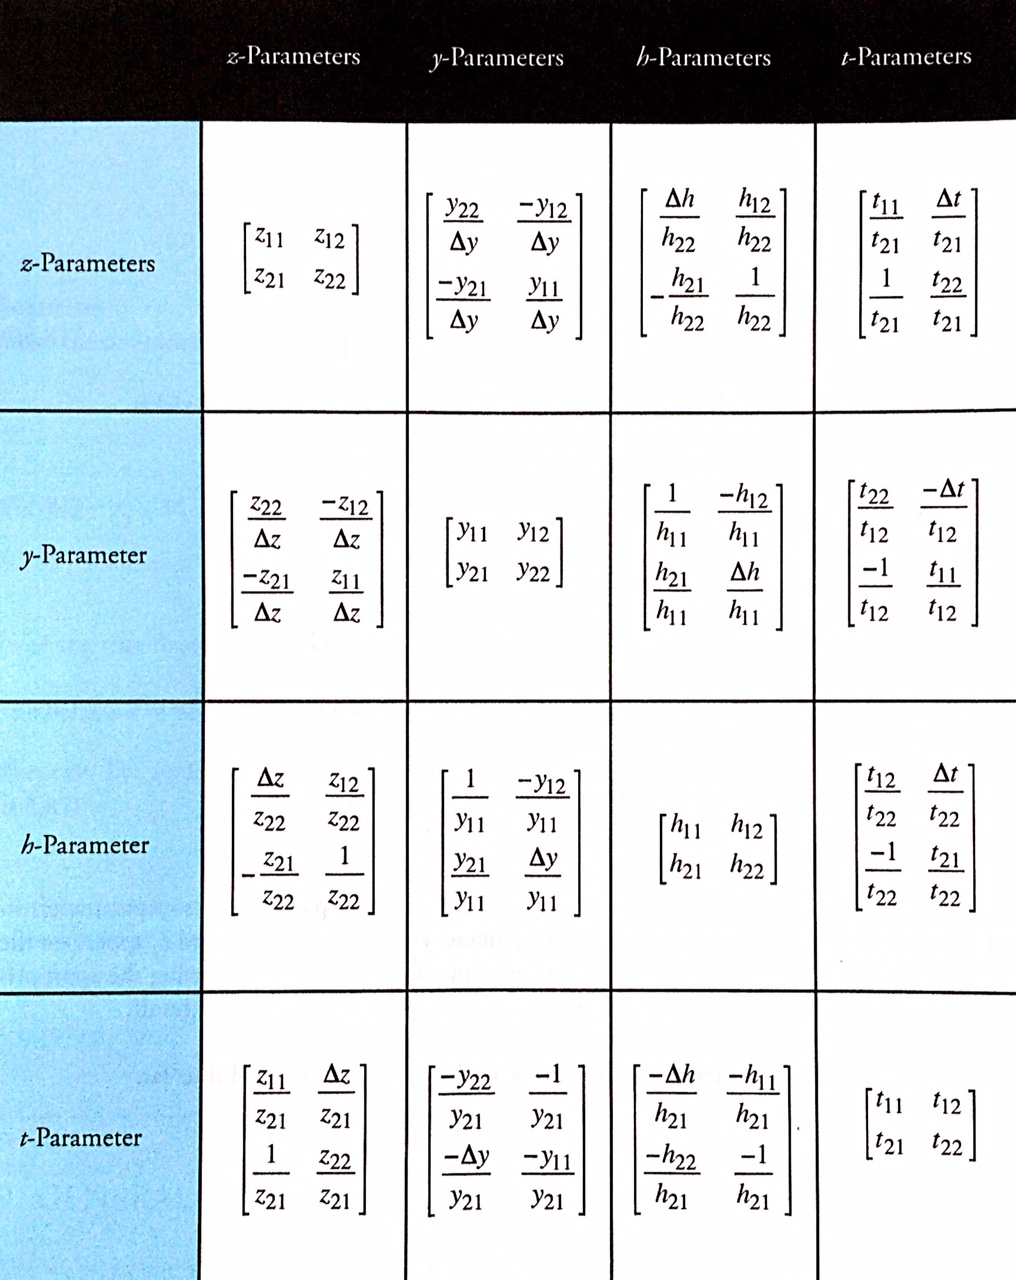 z-Parameters y-Parameters h-Parameters t-Parameters
z-Parameters
[z11 z12; z21 z22]
[y22/Δy -y12/Δy; -y21/Δy y11/Δy]
[Δh/h22 h12/h22; -h21/h22 1/h22]
[t11/t21 Δt/t21; 1/t21 t22/t21]
y-Parameter
[z22/Δz -z12/Δz; -z21/Δz z11/Δz]
[y11 y12; y21 y22]
[1/h11 -h12/h11; h21/h11 Δh/h11]
[t22/t12 -Δt/t12; -1/t12 t11/t12]
h-Parameter
[Δz/z22 z12/z22; -z21/z22 1/z22]
[1/y11 -y12/y11; y21/y11 Δy/y11]
[h11 h12; h21 h22]
[t12/t22 Δt/t22; -1/t22 t21/t22]
t-Parameter
[z11/z21 Δz/z21; 1/z21 z22/z21]
[-y22/y21 -1/y21; -Δy/y21 -y11/y21]
[-Δh/h21 -h11/h21; -h22/h21 -1/h21]
[t11 t12; t21 t22]